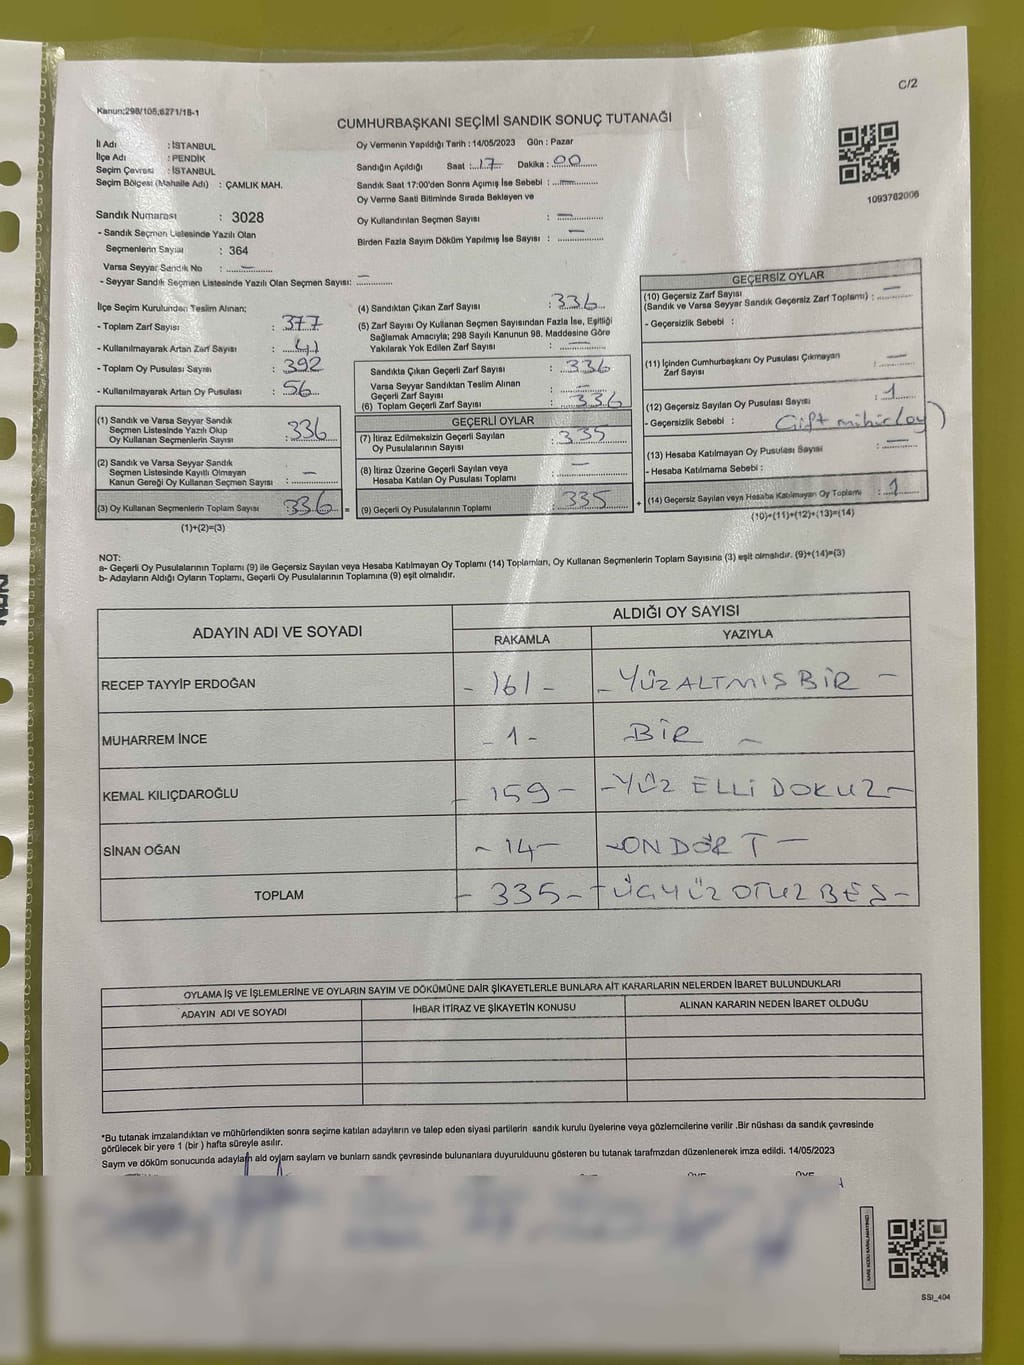 C/2
Kanun:298/105,6271/18-1
CUMHURBAŞKANI SEÇİMİ SANDIK SONUÇ TUTANAĞI
İl Adı : İSTANBUL
İlçe Adı : PENDİK
Seçim Çevresi : İSTANBUL
Seçim Bölgesi (Mahalle Adı) : ÇAMLIK MAH.
Sandık Numarası : 3028
- Sandık Seçmen Listesinde Yazılı Olan
Seçmenlerin Sayısı : 364
Varsa Seyyar Sandık No :
- Seyyar Sandık Seçmen Listesinde Yazılı Olan Seçmen Sayısı:
Oy Vermenin Yapıldığı Tarih : 14/05/2023 Gün : Pazar
Sandığın Açıldığı Saat : 17 Dakika : 00
Sandık Saat 17:00'den Sonra Açımış İse Sebebi :
Oy Verme Saati Bitiminde Sırada Bekleyen ve
Oy Kullandırılan Seçmen Sayısı :
Birden Fazla Sayım Döküm Yapılmış İse Sayısı :
1093762006
İlçe Seçim Kurulundan Teslim Alınan;
- Toplam Zarf Sayısı : 377
- Kullanılmayarak Artan Zarf Sayısı : 41
- Toplam Oy Pusulası Sayısı : 392
- Kullanılmayarak Artan Oy Pusulası : 56
(1) Sandık ve Varsa Seyyar Sandık
Seçmen Listesinde Yazılı Olup
Oy Kullanan Seçmenlerin Sayısı : 336
(2) Sandık ve Varsa Seyyar Sandık
Seçmen Listesinde Kayıtlı Olmayan
Kanun Gereği Oy Kullanan Seçmen Sayısı :
(3) Oy Kullanan Seçmenlerin Toplam Sayısı : 336 =
(1)+(2)=(3)
(4) Sandıktan Çıkan Zarf Sayısı : 336
(5) Zarf Sayısı Oy Kullanan Seçmen Sayısından Fazla İse, Eşitliği
Sağlamak Amacıyla; 298 Sayılı Kanunun 98. Maddesine Göre
Yakılarak Yok Edilen Zarf Sayısı :
Sandıkta Çıkan Geçerli Zarf Sayısı : 336
Varsa Seyyar Sandıktan Teslim Alınan
Geçerli Zarf Sayısı :
(6) Toplam Geçerli Zarf Sayısı : 336
GEÇERLİ OYLAR
(7) İtiraz Edilmeksizin Geçerli Sayılan
Oy Pusulasının Sayısı : 335
(8) İtiraz Üzerine Geçerli Sayılan veya
Hesaba Katılan Oy Pusulası Toplamı :
(9) Geçerli Oy Pusulalarının Toplamı : 335 +
GEÇERSİZ OYLAR
(10) Geçersiz Zarf Sayısı
(Sandık ve Varsa Seyyar Sandık Geçersiz Zarf Toplamı) :
- Geçersizlik Sebebi :
(11) İçinden Cumhurbaşkanı Oy Pusulası Çıkmayan
Zarf Sayısı :
(12) Geçersiz Sayılan Oy Pusulası Sayısı : 1
- Geçersizlik Sebebi : Çift mühürlü oy)
(13) Hesaba Katılmayan Oy Pusulası Sayısı :
- Hesaba Katılmama Sebebi :
(14) Geçersiz Sayılan veya Hesaba Katılmayan Oy Toplamı : 1
(10)+(11)+(12)+(13)=(14)
NOT:
a- Geçerli Oy Pusulalarının Toplamı (9) ile Geçersiz Sayılan veya Hesaba Katılmayan Oy Toplamı (14) Toplamları, Oy Kullanan Seçmenlerin Toplam Sayısına (3) eşit olmalıdır. (9)+(14)=(3)
b- Adayların Aldığı Oyların Toplamı, Geçerli Oy Pusulalarının Toplamına (9) eşit olmalıdır.
ADAYIN ADI VE SOYADI
ALDIĞI OY SAYISI
RAKAMLA YAZIYLA
RECEP TAYYİP ERDOĞAN - 161 - - YÜZ ALTMIŞ BİR -
MUHARREM İNCE - 1 - - BİR -
KEMAL KILIÇDAROĞLU - 159 - - YÜZ ELLİ DOKUZ -
SİNAN OĞAN - 14 - - ON DÖRT -
TOPLAM - 335 - - ÜÇYÜZ OTUZ BEŞ -
OYLAMA İŞ VE İŞLEMLERİNE VE OYLARIN SAYIM VE DÖKÜMÜNE DAİR ŞİKAYETLERLE BUNLARA AİT KARARLARIN NELERDEN İBARET BULUNDUKLARI
ADAYIN ADI VE SOYADI İHBAR İTİRAZ VE ŞİKAYETİN KONUSU ALINAN KARARIN NEDEN İBARET OLDUĞU
*Bu tutanak imzalandıktan ve mühürlendikten sonra seçime katılan adayların ve talep eden siyasi partilerin sandık kurulu üyelerine veya gözlemcilerine verilir .Bir nüshası da sandık çevresinde
görülecek bir yere 1 (bir ) hafta süreyle asılır.
Sayım ve döküm sonucunda adayların ald oyların sayları ve bunların sandk çevresinde bulunanlara duyurulduunu gösteren bu tutanak tarafmzdan düzenlenerek imza edildi. 14/05/2023
KARE KODU KARALAMAYINIZ!
SSI_404